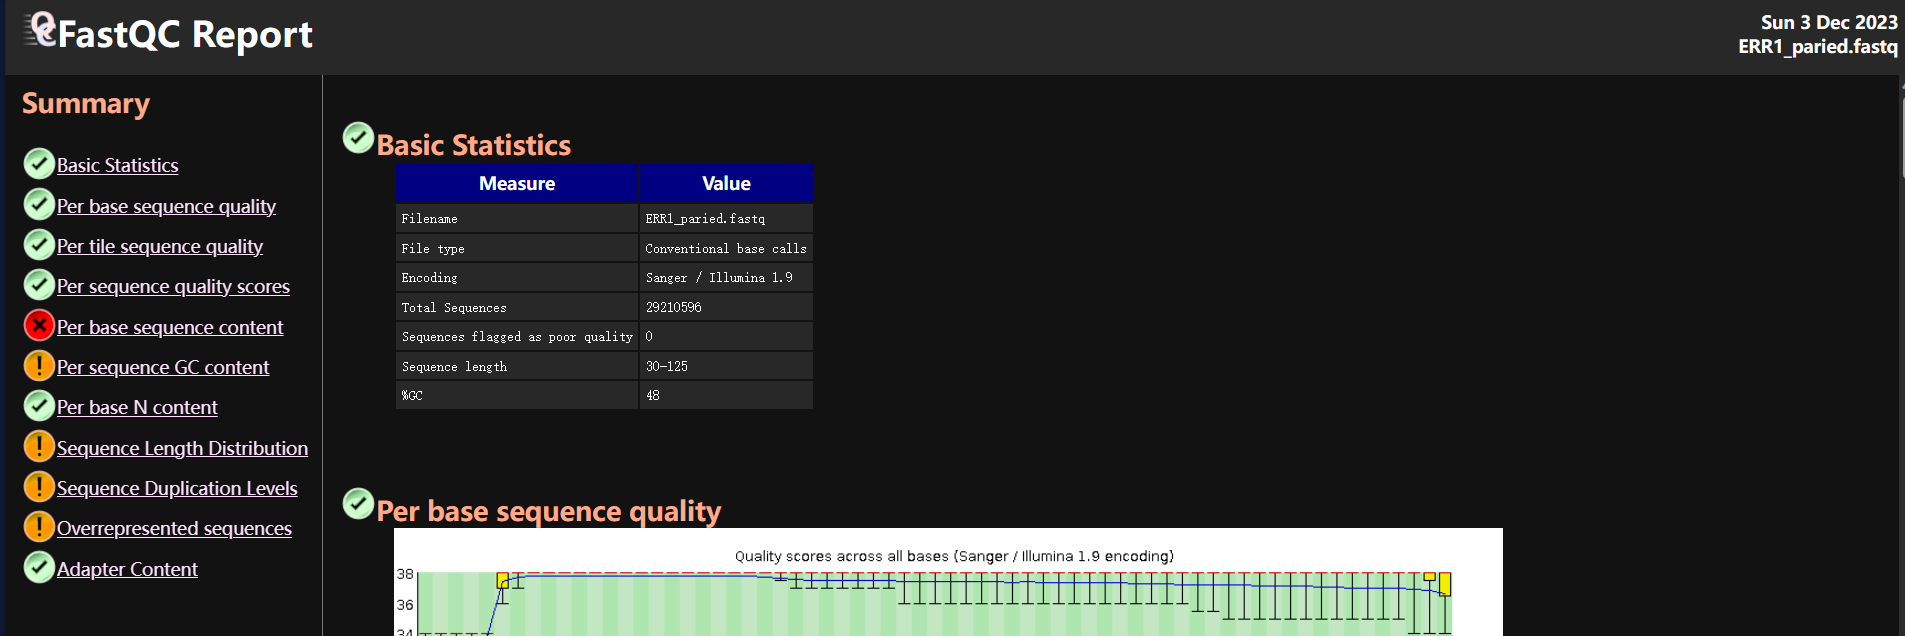 FastQC Report
Sun 3 Dec 2023
ERR1_paried.fastq
Summary
Basic Statistics
Per base sequence quality
Per tile sequence quality
Per sequence quality scores
Per base sequence content
Per sequence GC content
Per base N content
Sequence Length Distribution
Sequence Duplication Levels
Overrepresented sequences
Adapter Content
Basic Statistics
Measure Value
Filename ERR1_paried.fastq
File type Conventional base calls
Encoding Sanger / Illumina 1.9
Total Sequences 29210596
Sequences flagged as poor quality 0
Sequence length 30-125
%GC 48
Per base sequence quality
Quality scores across all bases (Sanger / Illumina 1.9 encoding)
38
36
34